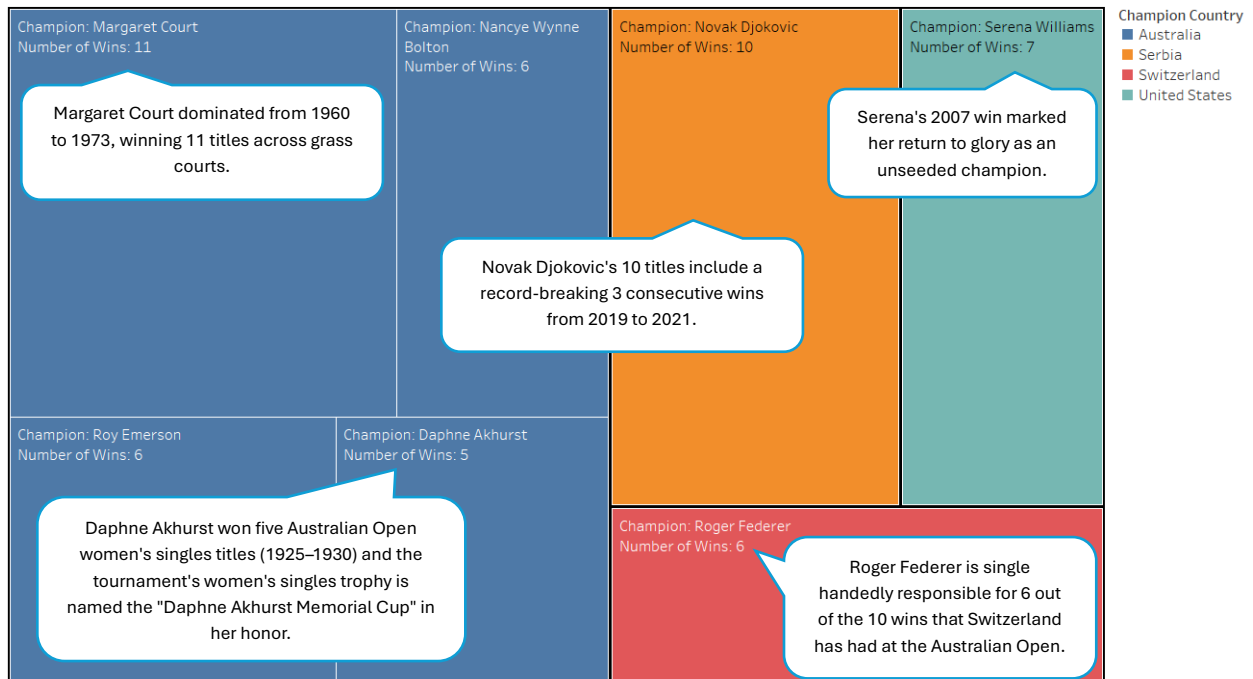 Champion: Margaret Court
Number of Wins: 11
Margaret Court dominated from 1960
to 1973, winning 11 titles across grass
courts.
Champion: Nancye Wynne
Bolton
Number of Wins: 6
Champion: Novak Djokovic
Number of Wins: 10
Novak Djokovic's 10 titles include a
record-breaking 3 consecutive wins
from 2019 to 2021.
Champion: Serena Williams
Number of Wins: 7
Serena's 2007 win marked
her return to glory as an
unseeded champion.
Champion Country
Australia
Serbia
Switzerland
United States
Champion: Roy Emerson
Number of Wins: 6
Champion: Daphne Akhurst
Number of Wins: 5
Daphne Akhurst won five Australian Open
women's singles titles (1925–1930) and the
tournament's women's singles trophy is
named the "Daphne Akhurst Memorial Cup" in
her honor.
Champion: Roger Federer
Number of Wins: 6
Roger Federer is single
handedly responsible for 6 out
of the 10 wins that Switzerland
has had at the Australian Open.